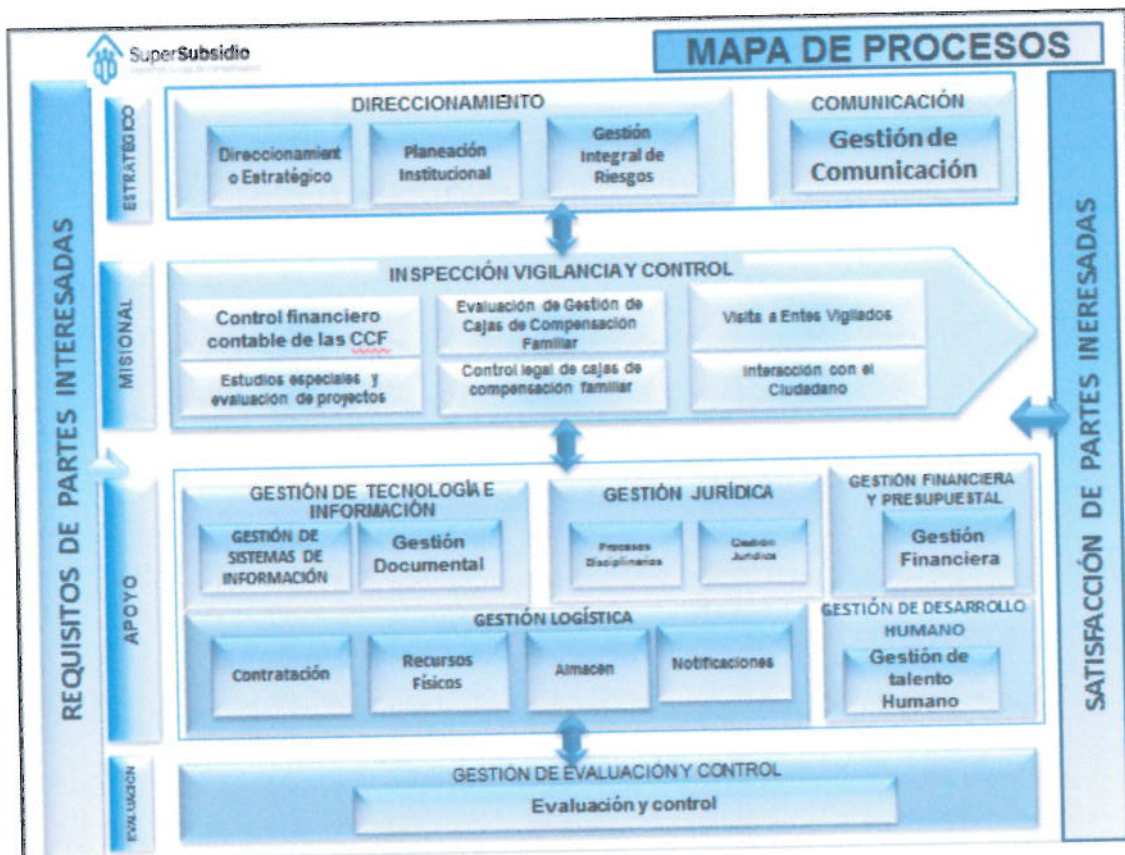 SuperSubsidio
MAPA DE PROCESOS
REQUISITOS DE PARTES INTERESADAS
ESTRATÉGICO
DIRECCIONAMIENTO
Direccionamient
o Estratégico
Planeación
Institucional
Gestión
Integral de
Riesgos
COMUNICACIÓN
Gestión de
Comunicación
MISIONAL
INSPECCIÓN VIGILANCIA Y CONTROL
Control financiero
contable de las CCF
Evaluación de Gestión de
Cajas de Compensación
Familiar
Visita a Entes Vigilados
Estudios especiales y
evaluación de proyectos
Control legal de cajas de
compensación familiar
Interacción con el
Ciudadano
APOYO
GESTIÓN DE TECNOLOGÍA E
INFORMACIÓN
GESTIÓN DE
SISTEMAS DE
INFORMACIÓN
Gestión
Documental
GESTIÓN JURÍDICA
Procesos
Disciplinarios
Gestión
Jurídica
GESTIÓN FINANCIERA
Y PRESUPUESTAL
Gestión
Financiera
GESTIÓN LOGÍSTICA
Contratación
Recursos
Físicos
Almacén
Notificaciones
GESTIÓN DE DESARROLLO
HUMANO
Gestión de
talento
Humano
EVALUACIÓN
GESTIÓN DE EVALUACIÓN Y CONTROL
Evaluación y control
SATISFACCIÓN DE PARTES INERESADAS